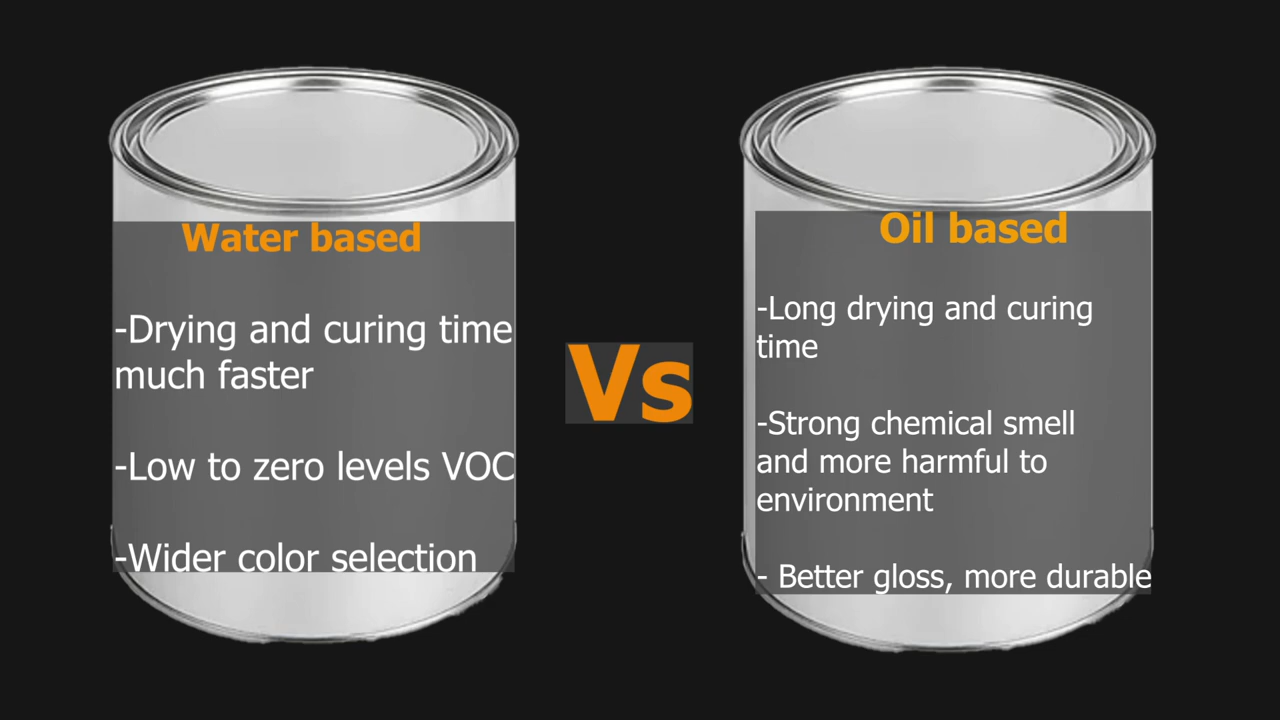 Water based
-Drying and curing time
much faster
-Low to zero levels VOC
-Wider color selection
Vs
Oil based
-Long drying and curing
time
-Strong chemical smell
and more harmful to
environment
- Better gloss, more durable